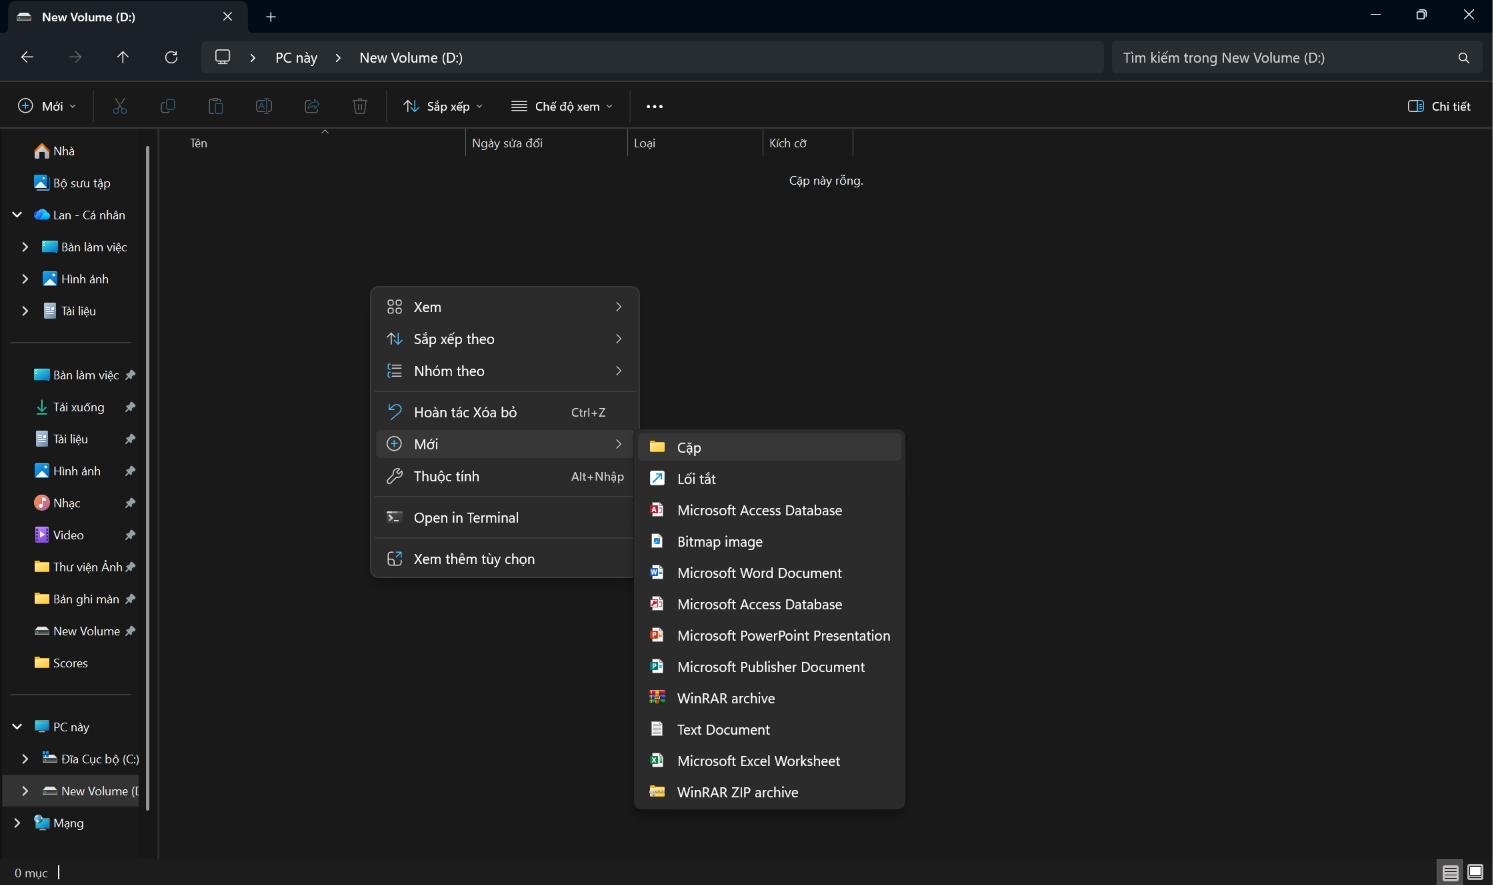 New Volume (D:)
PC này
New Volume (D:)
Tìm kiếm trong New Volume (D:)
Mới
Sắp xếp
Chế độ xem
Chi tiết
Tên
Ngày sửa đổi
Loại
Kích cỡ
Cặp này rỗng.
Nhà
Bộ sưu tập
Lan - Cá nhân
Bàn làm việc
Hình ảnh
Tài liệu
Bàn làm việc
Tải xuống
Tài liệu
Hình ảnh
Nhạc
Video
Thư viện Ảnh
Bản ghi màn
New Volume
Scores
PC này
Đĩa Cục bộ (C:)
New Volume (D
Mạng
Xem
Sắp xếp theo
Nhóm theo
Hoàn tác Xóa bỏ Ctrl+Z
Mới
Thuộc tính Alt+Nhập
Open in Terminal
Xem thêm tùy chọn
Cặp
Lối tắt
Microsoft Access Database
Bitmap image
Microsoft Word Document
Microsoft Access Database
Microsoft PowerPoint Presentation
Microsoft Publisher Document
WinRAR archive
Text Document
Microsoft Excel Worksheet
WinRAR ZIP archive
0 mục